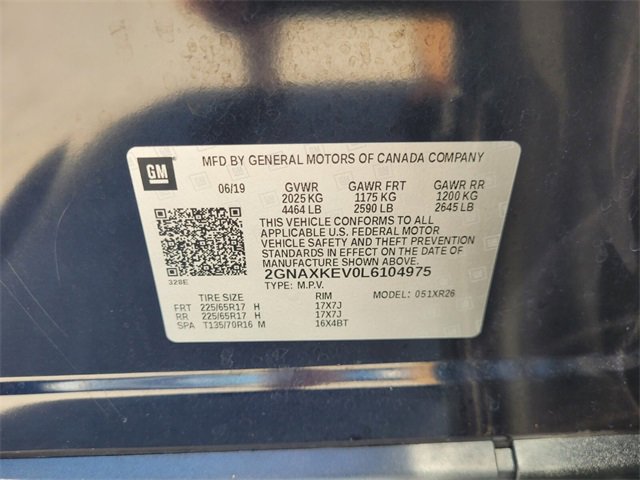 GM
MFD BY GENERAL MOTORS OF CANADA COMPANY
06/19 GVWR GAWR FRT GAWR RR
2025 KG 1175 KG 1200 KG
4464 LB 2590 LB 2645 LB
THIS VEHICLE CONFORMS TO ALL
APPLICABLE U.S. FEDERAL MOTOR
VEHICLE SAFETY AND THEFT PREVENTION
STANDARDS IN EFFECT ON THE DATE OF
MANUFACTURE SHOWN ABOVE.
328E
2GNAXKEV0L6104975
TYPE: M.P.V.
TIRE SIZE RIM MODEL: 051XR26
FRT 225/65R17 H 17X7J
RR 225/65R17 H 17X7J
SPA T135/70R16 M 16X4BT